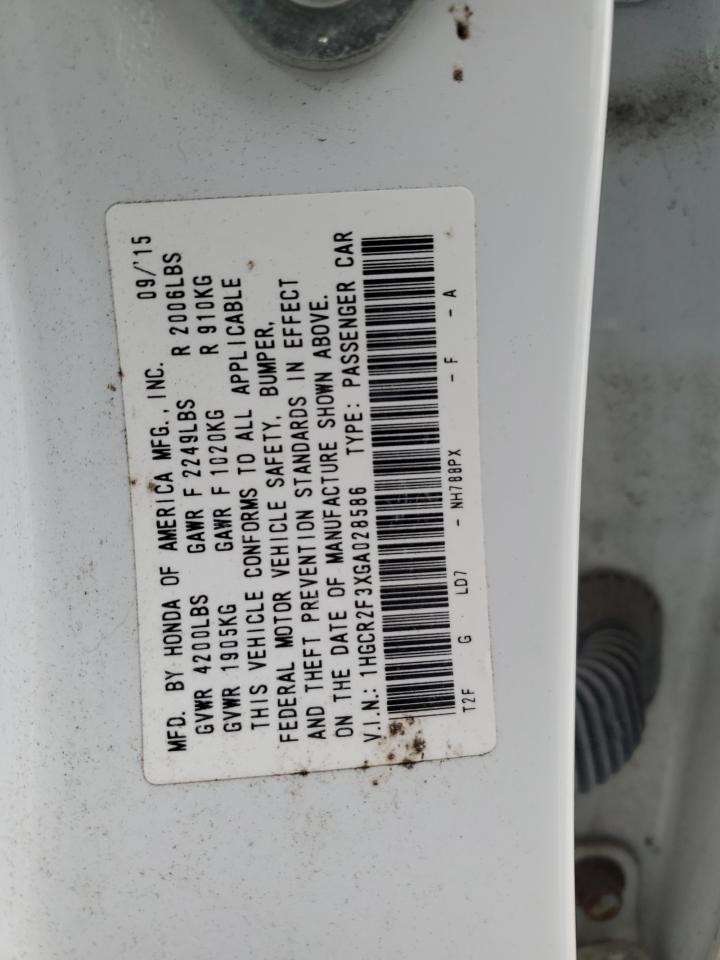 MFD. BY HONDA OF AMERICA MFG., INC. 09/'15
GVWR 4200LBS GAWR F 2249LBS R 2006LBS
GVWR 1905KG GAWR F 1020KG R 910KG
THIS VEHICLE CONFORMS TO ALL APPLICABLE
FEDERAL MOTOR VEHICLE SAFETY, BUMPER,
AND THEFT PREVENTION STANDARDS IN EFFECT
ON THE DATE OF MANUFACTURE SHOWN ABOVE.
V.I.N.: 1HGCR2F3XGA028586 TYPE: PASSENGER CAR
T2F G LD7 - NH788PX - F - A